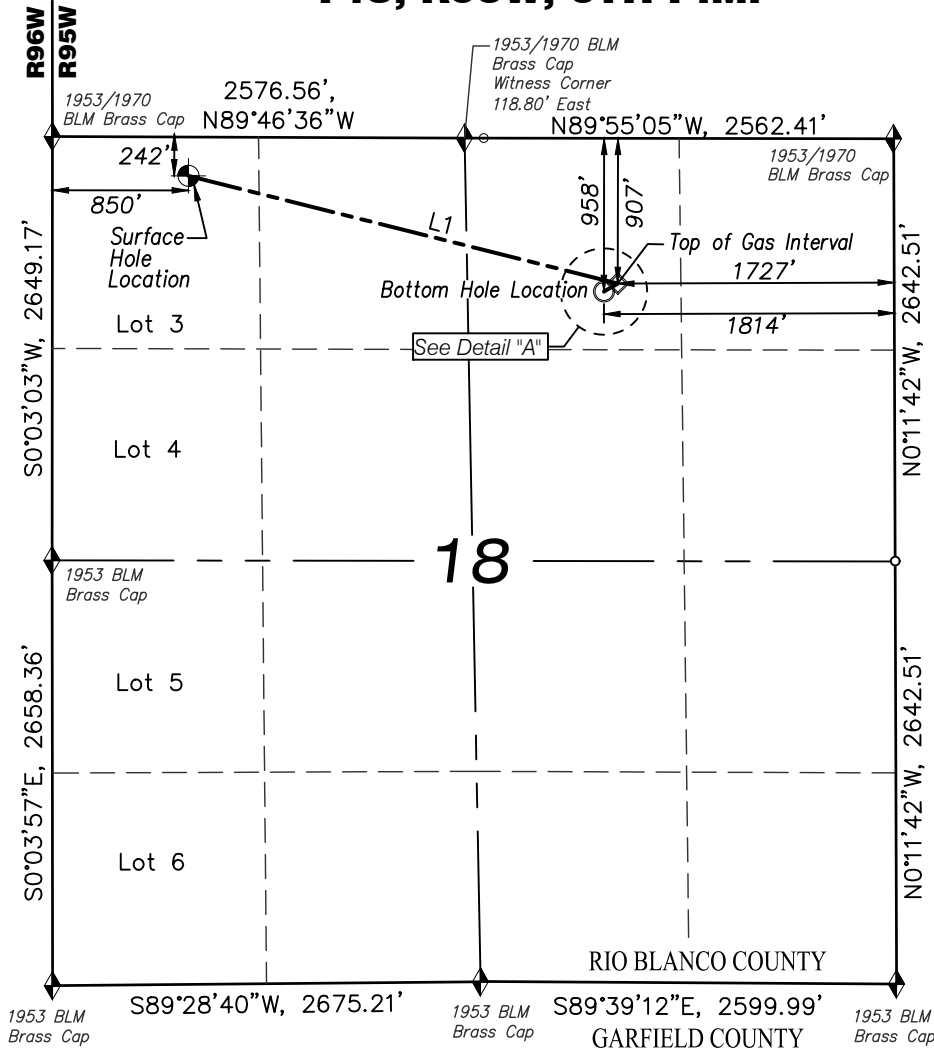 R96W
R95W
1953/1970 BLM
Brass Cap
Witness Corner
118.80' East
1953/1970
BLM Brass Cap
2576.56',
N89°46'36"W
N89°55'05"W, 2562.41'
1953/1970
BLM Brass Cap
242'
850'
Surface
Hole
Location
L1
958'
907'
Top of Gas Interval
1727'
Bottom Hole Location
1814'
See Detail "A"
S0°03'03"W, 2649.17'
N0°11'42"W, 2642.51'
Lot 3
Lot 4
18
1953 BLM
Brass Cap
Lot 5
S0°03'57"E, 2658.36'
N0°11'42"W, 2642.51'
Lot 6
RIO BLANCO COUNTY
S89°28'40"W, 2675.21'
S89°39'12"E, 2599.99'
1953 BLM
Brass Cap
1953 BLM
Brass Cap
1953 BLM
Brass Cap
GARFIELD COUNTY